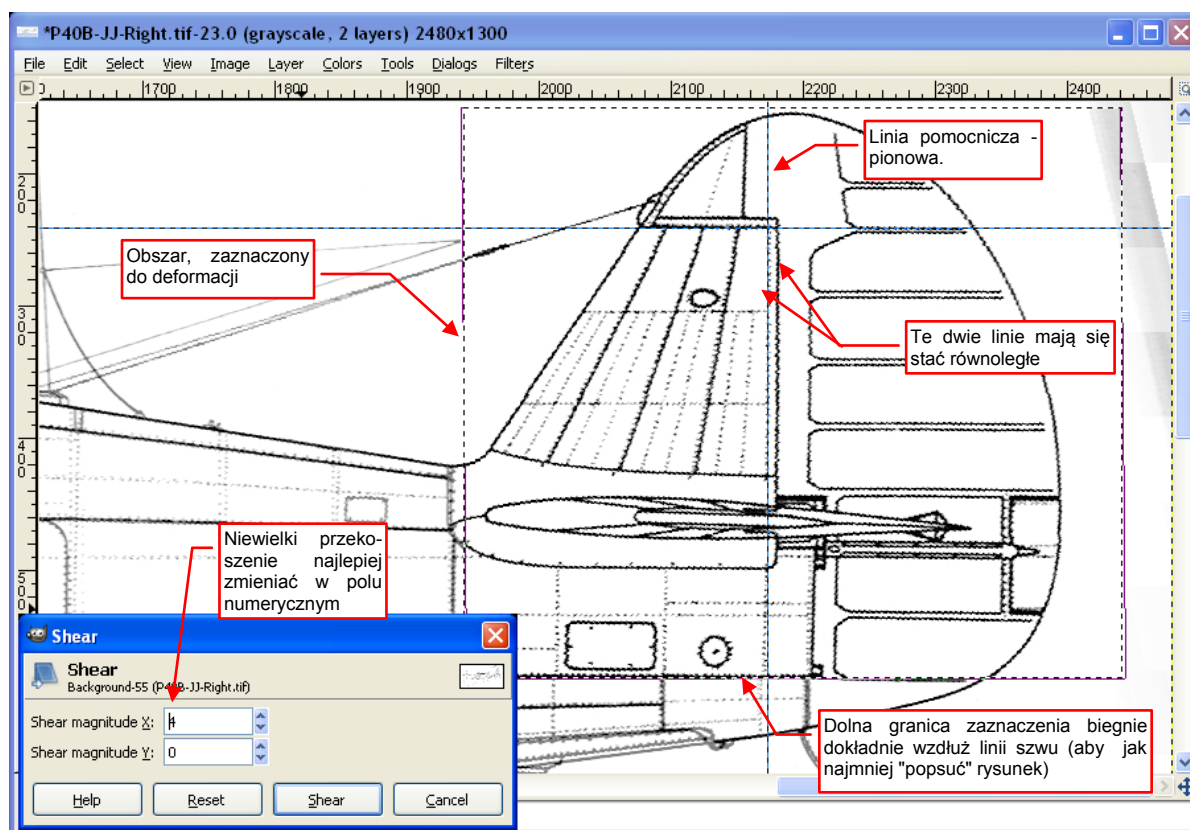 *P40B-JJ-Right.tif-23.0 (grayscale, 2 layers) 2480x1300
File Edit Select View Image Layer Colors Tools Dialogs Filters
1700 1800 1900 2000 2100 2200 2300 2400
200
300
400
500
Linia pomocnicza -
pionowa.
Obszar, zaznaczony
do deformacji
Te dwie linie mają się
stać równoległe
Niewielki przeko-
szenie najlepiej
zmieniać w polu
numerycznym
Dolna granica zaznaczenia biegnie
dokładnie wzdłuż linii szwu (aby jak
najmniej "popsuć" rysunek)
Shear
Shear
Background-55 (P40B-JJ-Right.tif)
Shear magnitude X: 4
Shear magnitude Y: 0
Help Reset Shear Cancel